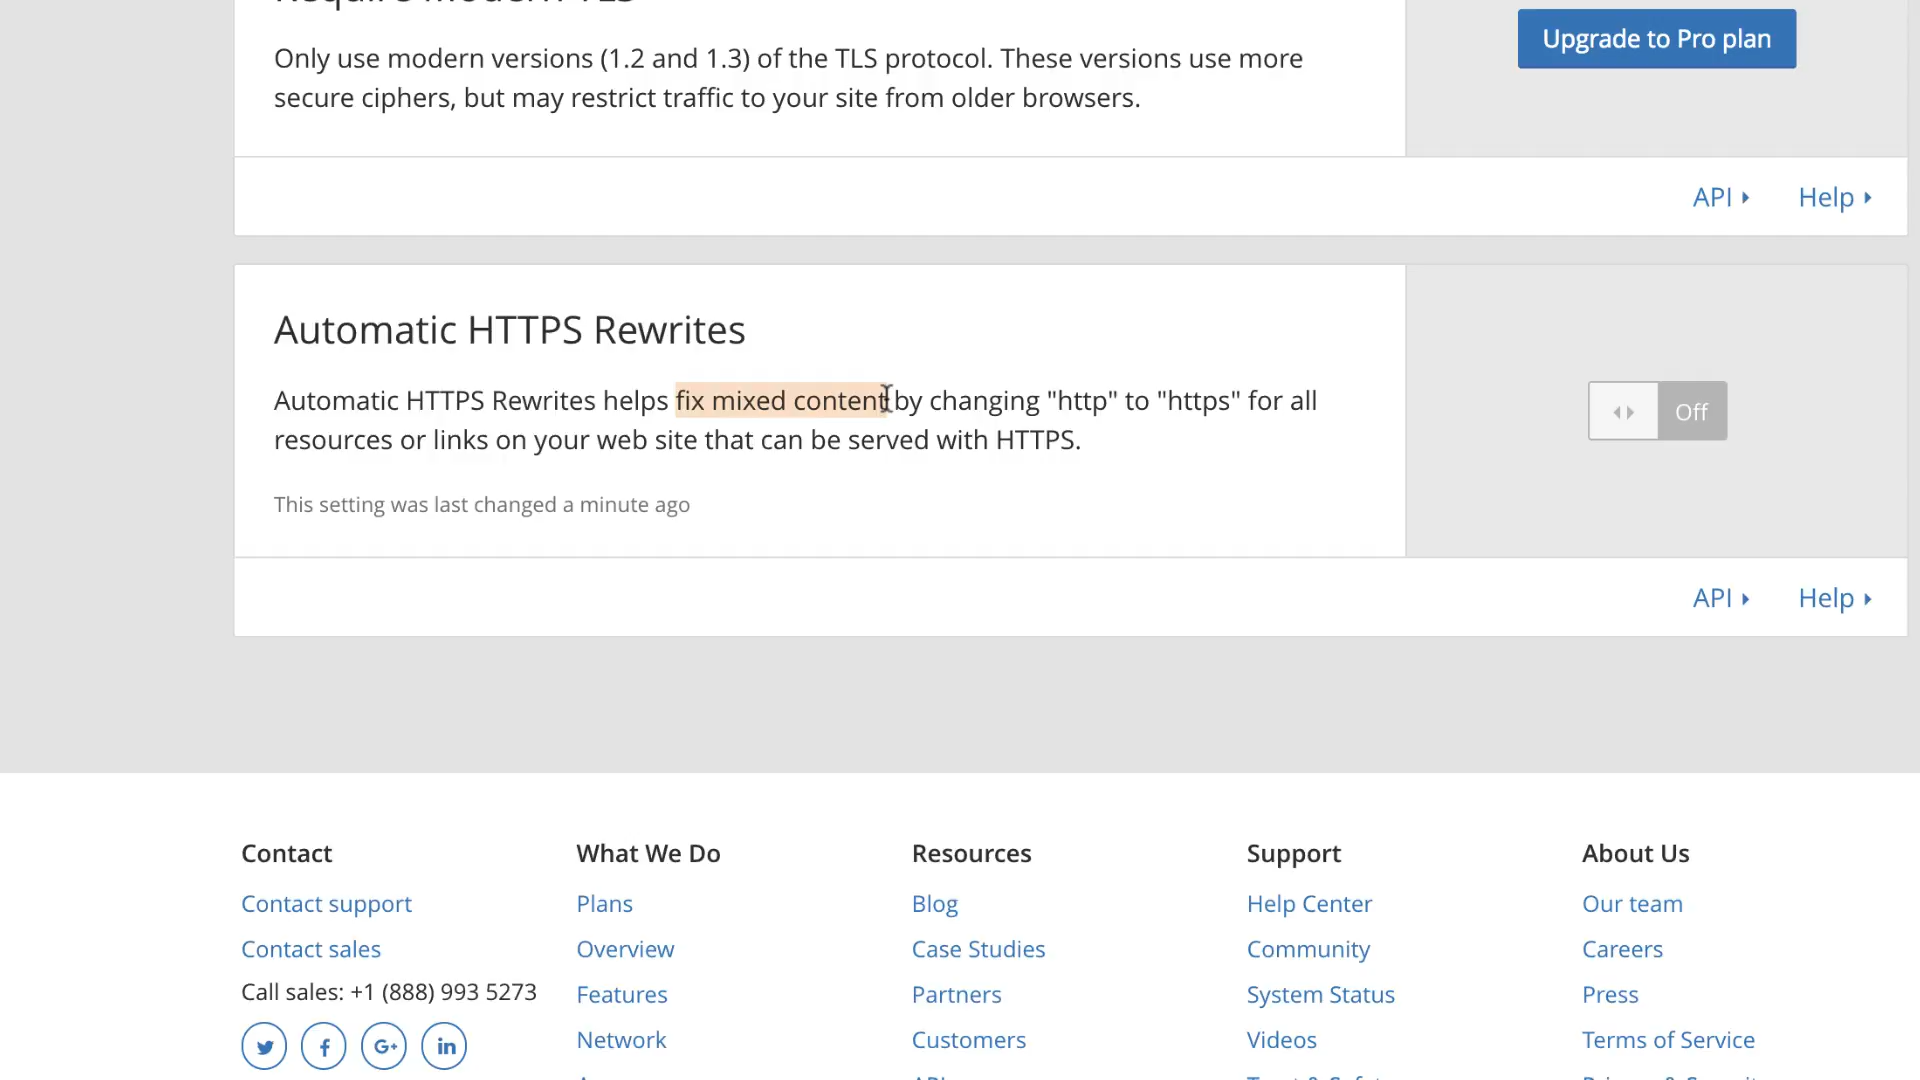 Require Modern TLS
Only use modern versions (1.2 and 1.3) of the TLS protocol. These versions use more
secure ciphers, but may restrict traffic to your site from older browsers.
Upgrade to Pro plan
API Help
Automatic HTTPS Rewrites
Automatic HTTPS Rewrites helps fix mixed content by changing "http" to "https" for all
resources or links on your web site that can be served with HTTPS.
This setting was last changed a minute ago
Off
API Help
Contact
Contact support
Contact sales
Call sales: +1 (888) 993 5273
What We Do
Plans
Overview
Features
Network
Resources
Blog
Case Studies
Partners
Customers
API
Support
Help Center
Community
System Status
Videos
Trust & Safety
About Us
Our team
Careers
Press
Terms of Service